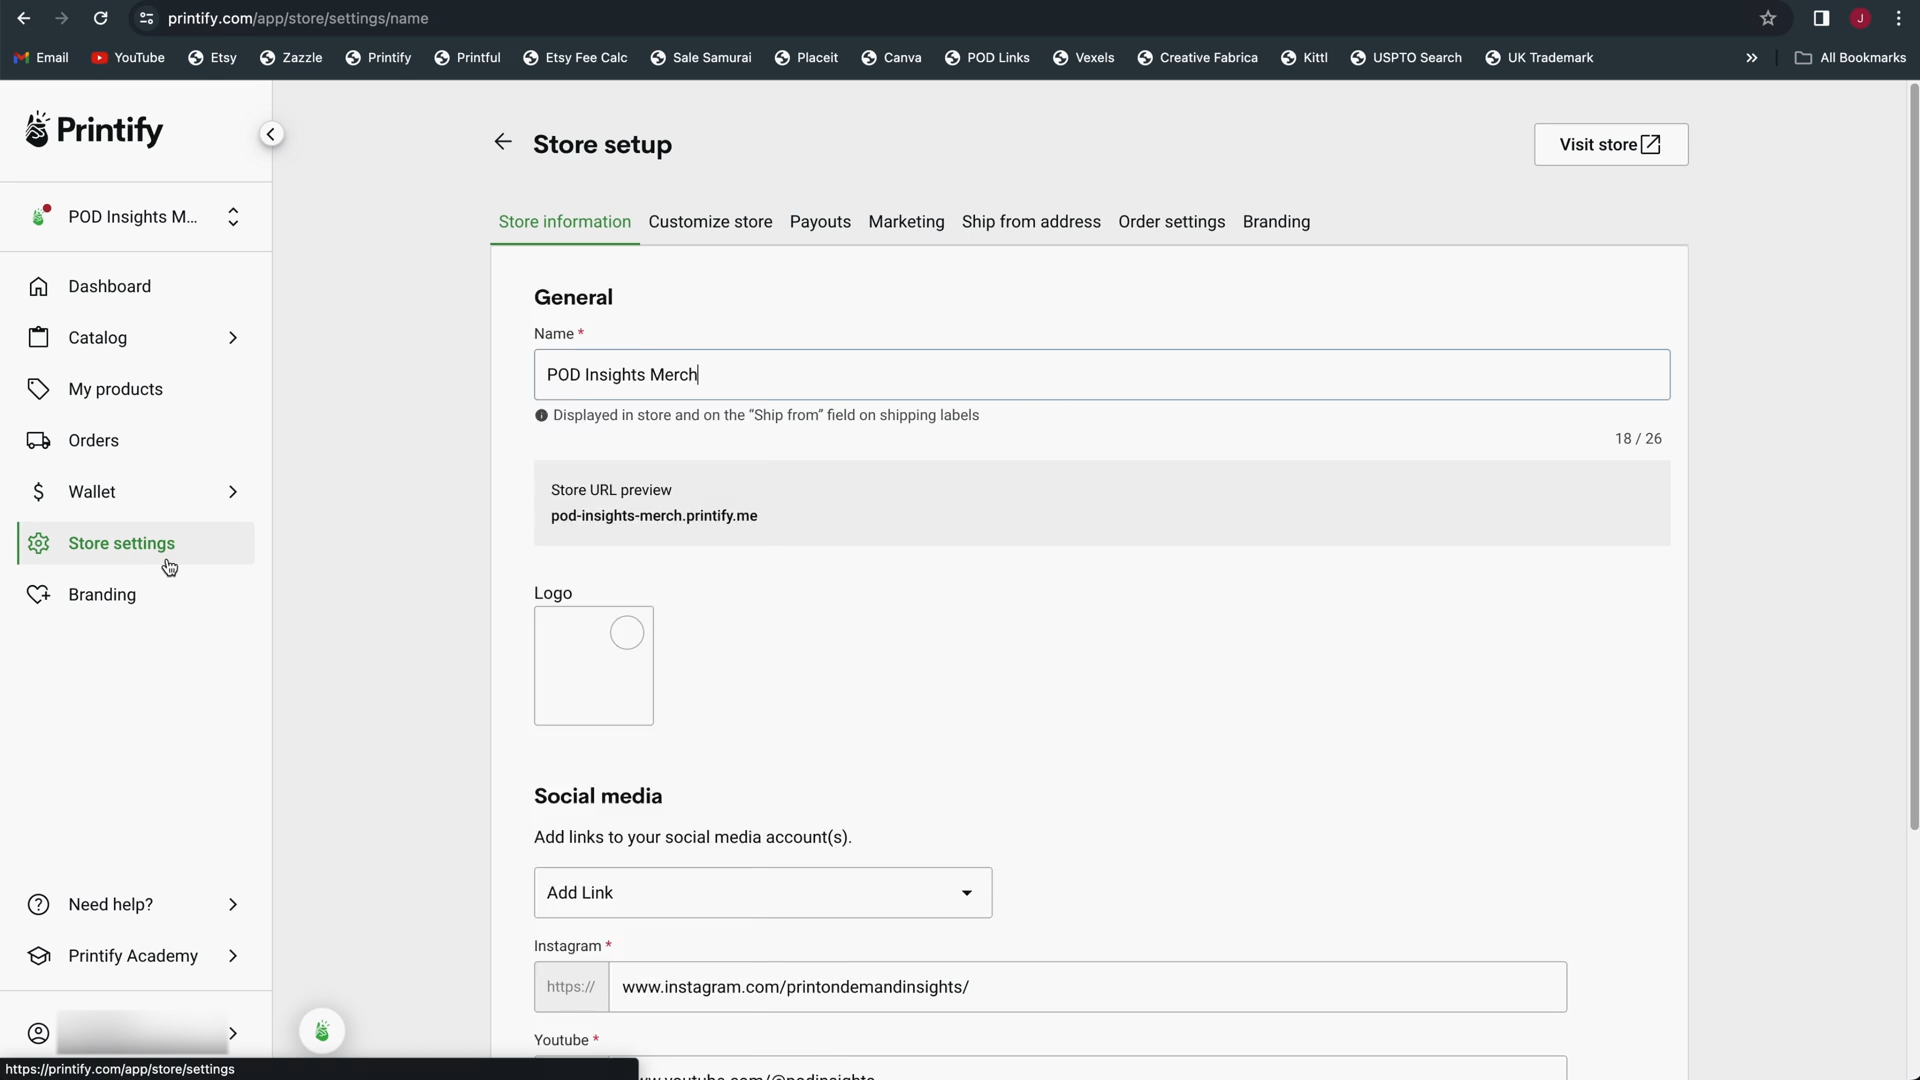 printify.com/app/store/settings/name
J
Email
YouTube
Etsy
Zazzle
Printify
Printful
Etsy Fee Calc
Sale Samurai
Placeit
Canva
POD Links
Vexels
Creative Fabrica
Kittl
USPTO Search
UK Trademark
»
All Bookmarks
Printify
POD Insights M...
Dashboard
Catalog
My products
Orders
Wallet
Store settings
Branding
Need help?
Printify Academy
https://printify.com/app/store/settings
Store setup
Visit store
Store information
Customize store
Payouts
Marketing
Ship from address
Order settings
Branding
General
Name *
POD Insights Merch
Displayed in store and on the “Ship from” field on shipping labels
18 / 26
Store URL preview
pod-insights-merch.printify.me
Logo
Social media
Add links to your social media account(s).
Add Link
Instagram *
https:// www.instagram.com/printondemandinsights/
Youtube *